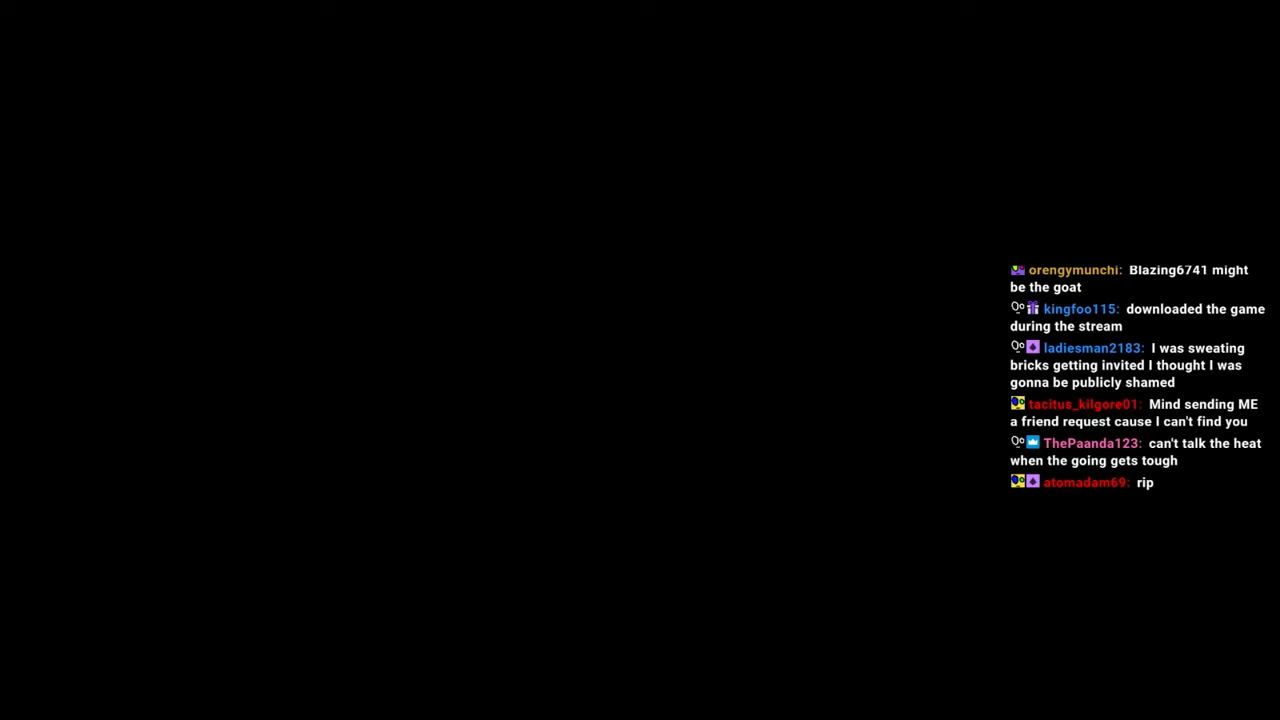 orengymunchi: Blazing6741 might
be the goat
kingfoo115: downloaded the game
during the stream
ladiesman2183: I was sweating
bricks getting invited I thought I was
gonna be publicly shamed
tacitus_kilgore01: Mind sending ME
a friend request cause I can't find you
ThePaanda123: can't talk the heat
when the going gets tough
atomadam69: rip